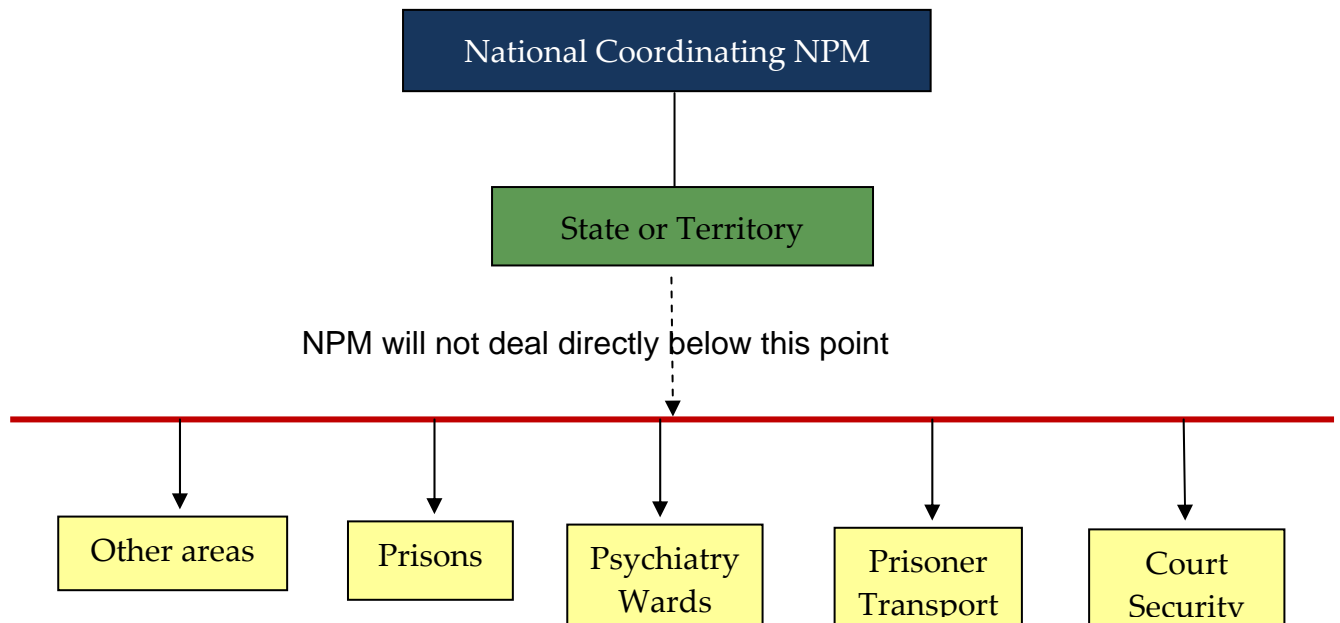 National Coordinating NPM
State or Territory
NPM will not deal directly below this point
Other areas
Prisons
Psychiatry
Wards
Prisoner
Transport
Court
Security